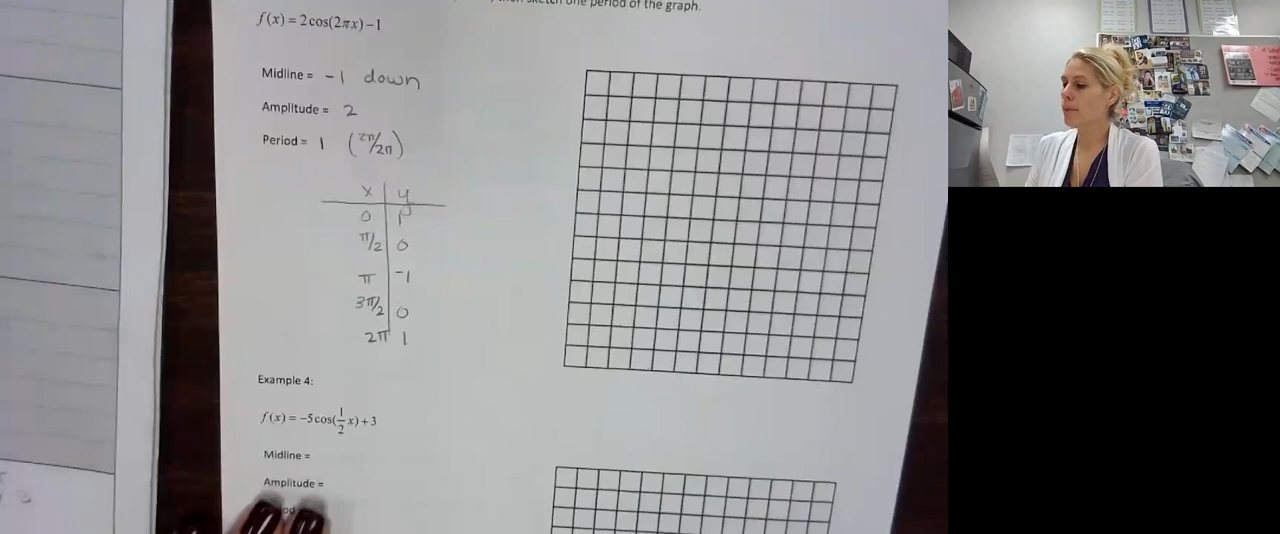 sketch one period of the graph.
f(x) = 2cos(2πx) − 1
Midline = -1 down
Amplitude = 2
Period = 1 (2π/2π)
x y
0 1
π/2 0
π -1
3π/2 0
2π 1
Example 4:
f(x) = −5cos(1/2 x) + 3
Midline =
Amplitude =